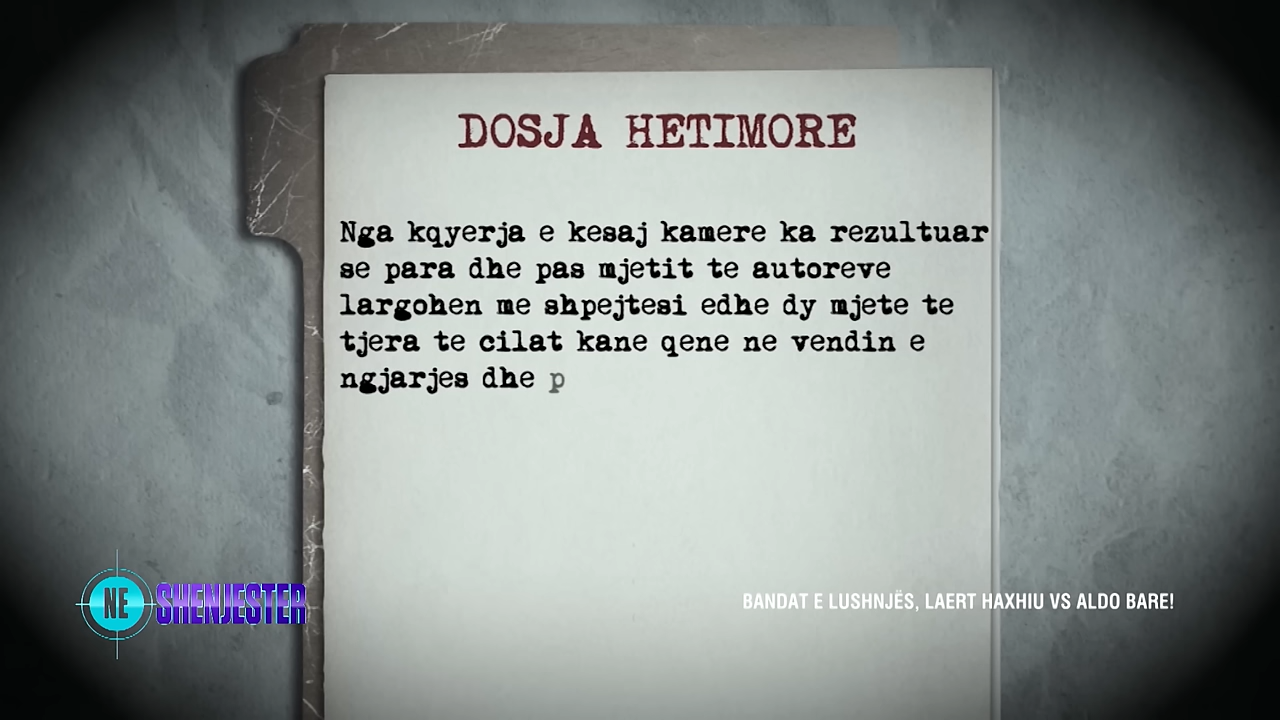 DOSJA HETIMORE
Nga kqyerja e kesaj kamere ka rezultuar
se para dhe pas mjetit te autoreve
largohen me shpejtesi edhe dy mjete te
tjera te cilat kane qene ne vendin e
ngjarjes dhe p
NE SHENJESTER
BANDAT E LUSHNJËS, LAERT HAXHIU VS ALDO BARE!